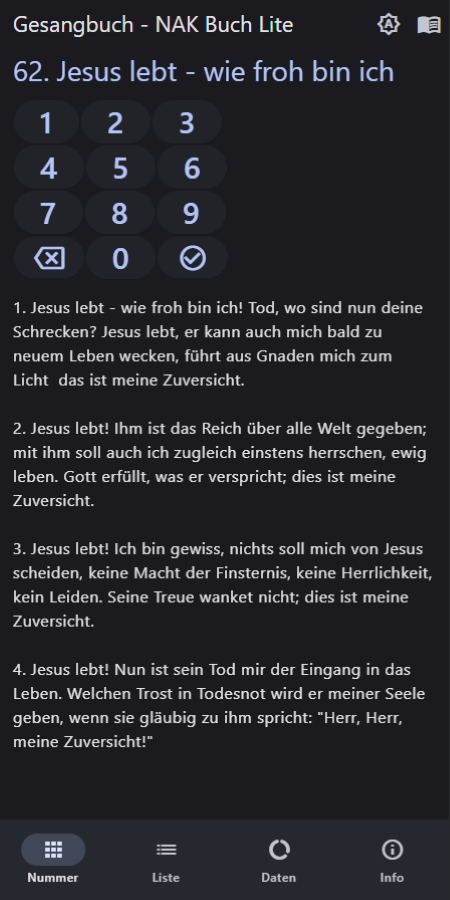 Gesangbuch - NAK Buch Lite
62. Jesus lebt - wie froh bin ich
1 2 3
4 5 6
7 8 9
0
1. Jesus lebt - wie froh bin ich! Tod, wo sind nun deine
Schrecken? Jesus lebt, er kann auch mich bald zu
neuem Leben wecken, führt aus Gnaden mich zum
Licht  das ist meine Zuversicht.
2. Jesus lebt! Ihm ist das Reich über alle Welt gegeben;
mit ihm soll auch ich zugleich einstens herrschen, ewig
leben. Gott erfüllt, was er verspricht; dies ist meine
Zuversicht.
3. Jesus lebt! Ich bin gewiss, nichts soll mich von Jesus
scheiden, keine Macht der Finsternis, keine Herrlichkeit,
kein Leiden. Seine Treue wanket nicht; dies ist meine
Zuversicht.
4. Jesus lebt! Nun ist sein Tod mir der Eingang in das
Leben. Welchen Trost in Todesnot wird er meiner Seele
geben, wenn sie gläubig zu ihm spricht: "Herr, Herr,
meine Zuversicht!"
Nummer Liste Daten Info